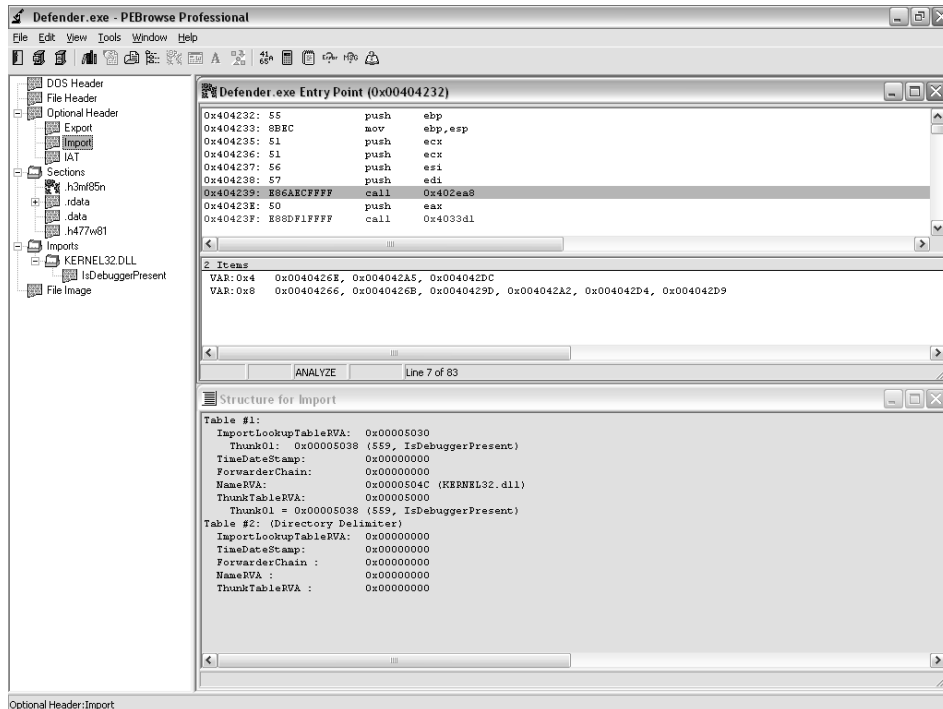 Defender.exe - PEBrowse Professional
File Edit View Tools Window Help
DOS Header
File Header
Optional Header
Export
Import
IAT
Sections
.h3mf85n
.rdata
.data
.h477w81
Imports
KERNEL32.DLL
IsDebuggerPresent
File Image
Defender.exe Entry Point (0x00404232)
0x404232: 55 push ebp
0x404233: 8BEC mov ebp,esp
0x404235: 51 push ecx
0x404236: 51 push ecx
0x404237: 56 push esi
0x404238: 57 push edi
0x404239: E86AECFFFF call 0x402ea8
0x40423E: 50 push eax
0x40423F: E88DF1FFFF call 0x4033d1
2 Items
VAR:0x4 0x0040426E, 0x004042A5, 0x004042DC
VAR:0x8 0x00404266, 0x0040426B, 0x0040429D, 0x004042A2, 0x004042D4, 0x004042D9
ANALYZE Line 7 of 83
Structure for Import
Table #1:
ImportLookupTableRVA: 0x00005030
Thunk01: 0x00005038 (559, IsDebuggerPresent)
TimeDateStamp: 0x00000000
ForwarderChain: 0x00000000
NameRVA: 0x0000504C (KERNEL32.dll)
ThunkTableRVA: 0x00005000
Thunk01 = 0x00005038 (559, IsDebuggerPresent)
Table #2: (Directory Delimiter)
ImportLookupTableRVA: 0x00000000
TimeDateStamp: 0x00000000
ForwarderChain : 0x00000000
NameRVA : 0x00000000
ThunkTableRVA : 0x00000000
Optional Header:Import